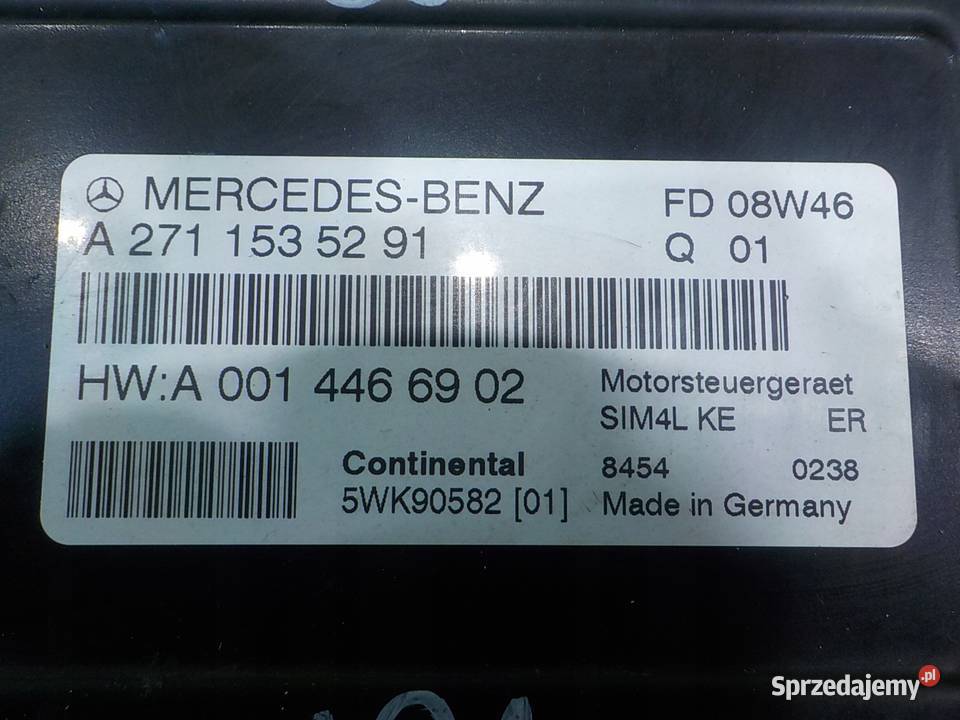 MERCEDES-BENZ FD 08W46
A 271 153 52 91 Q 01
HW:A 001 446 69 02 Motorsteuergeraet
SIM4L KE ER
Continental 8454 0238
5WK90582 [01] Made in Germany
Sprzedajemy.pl